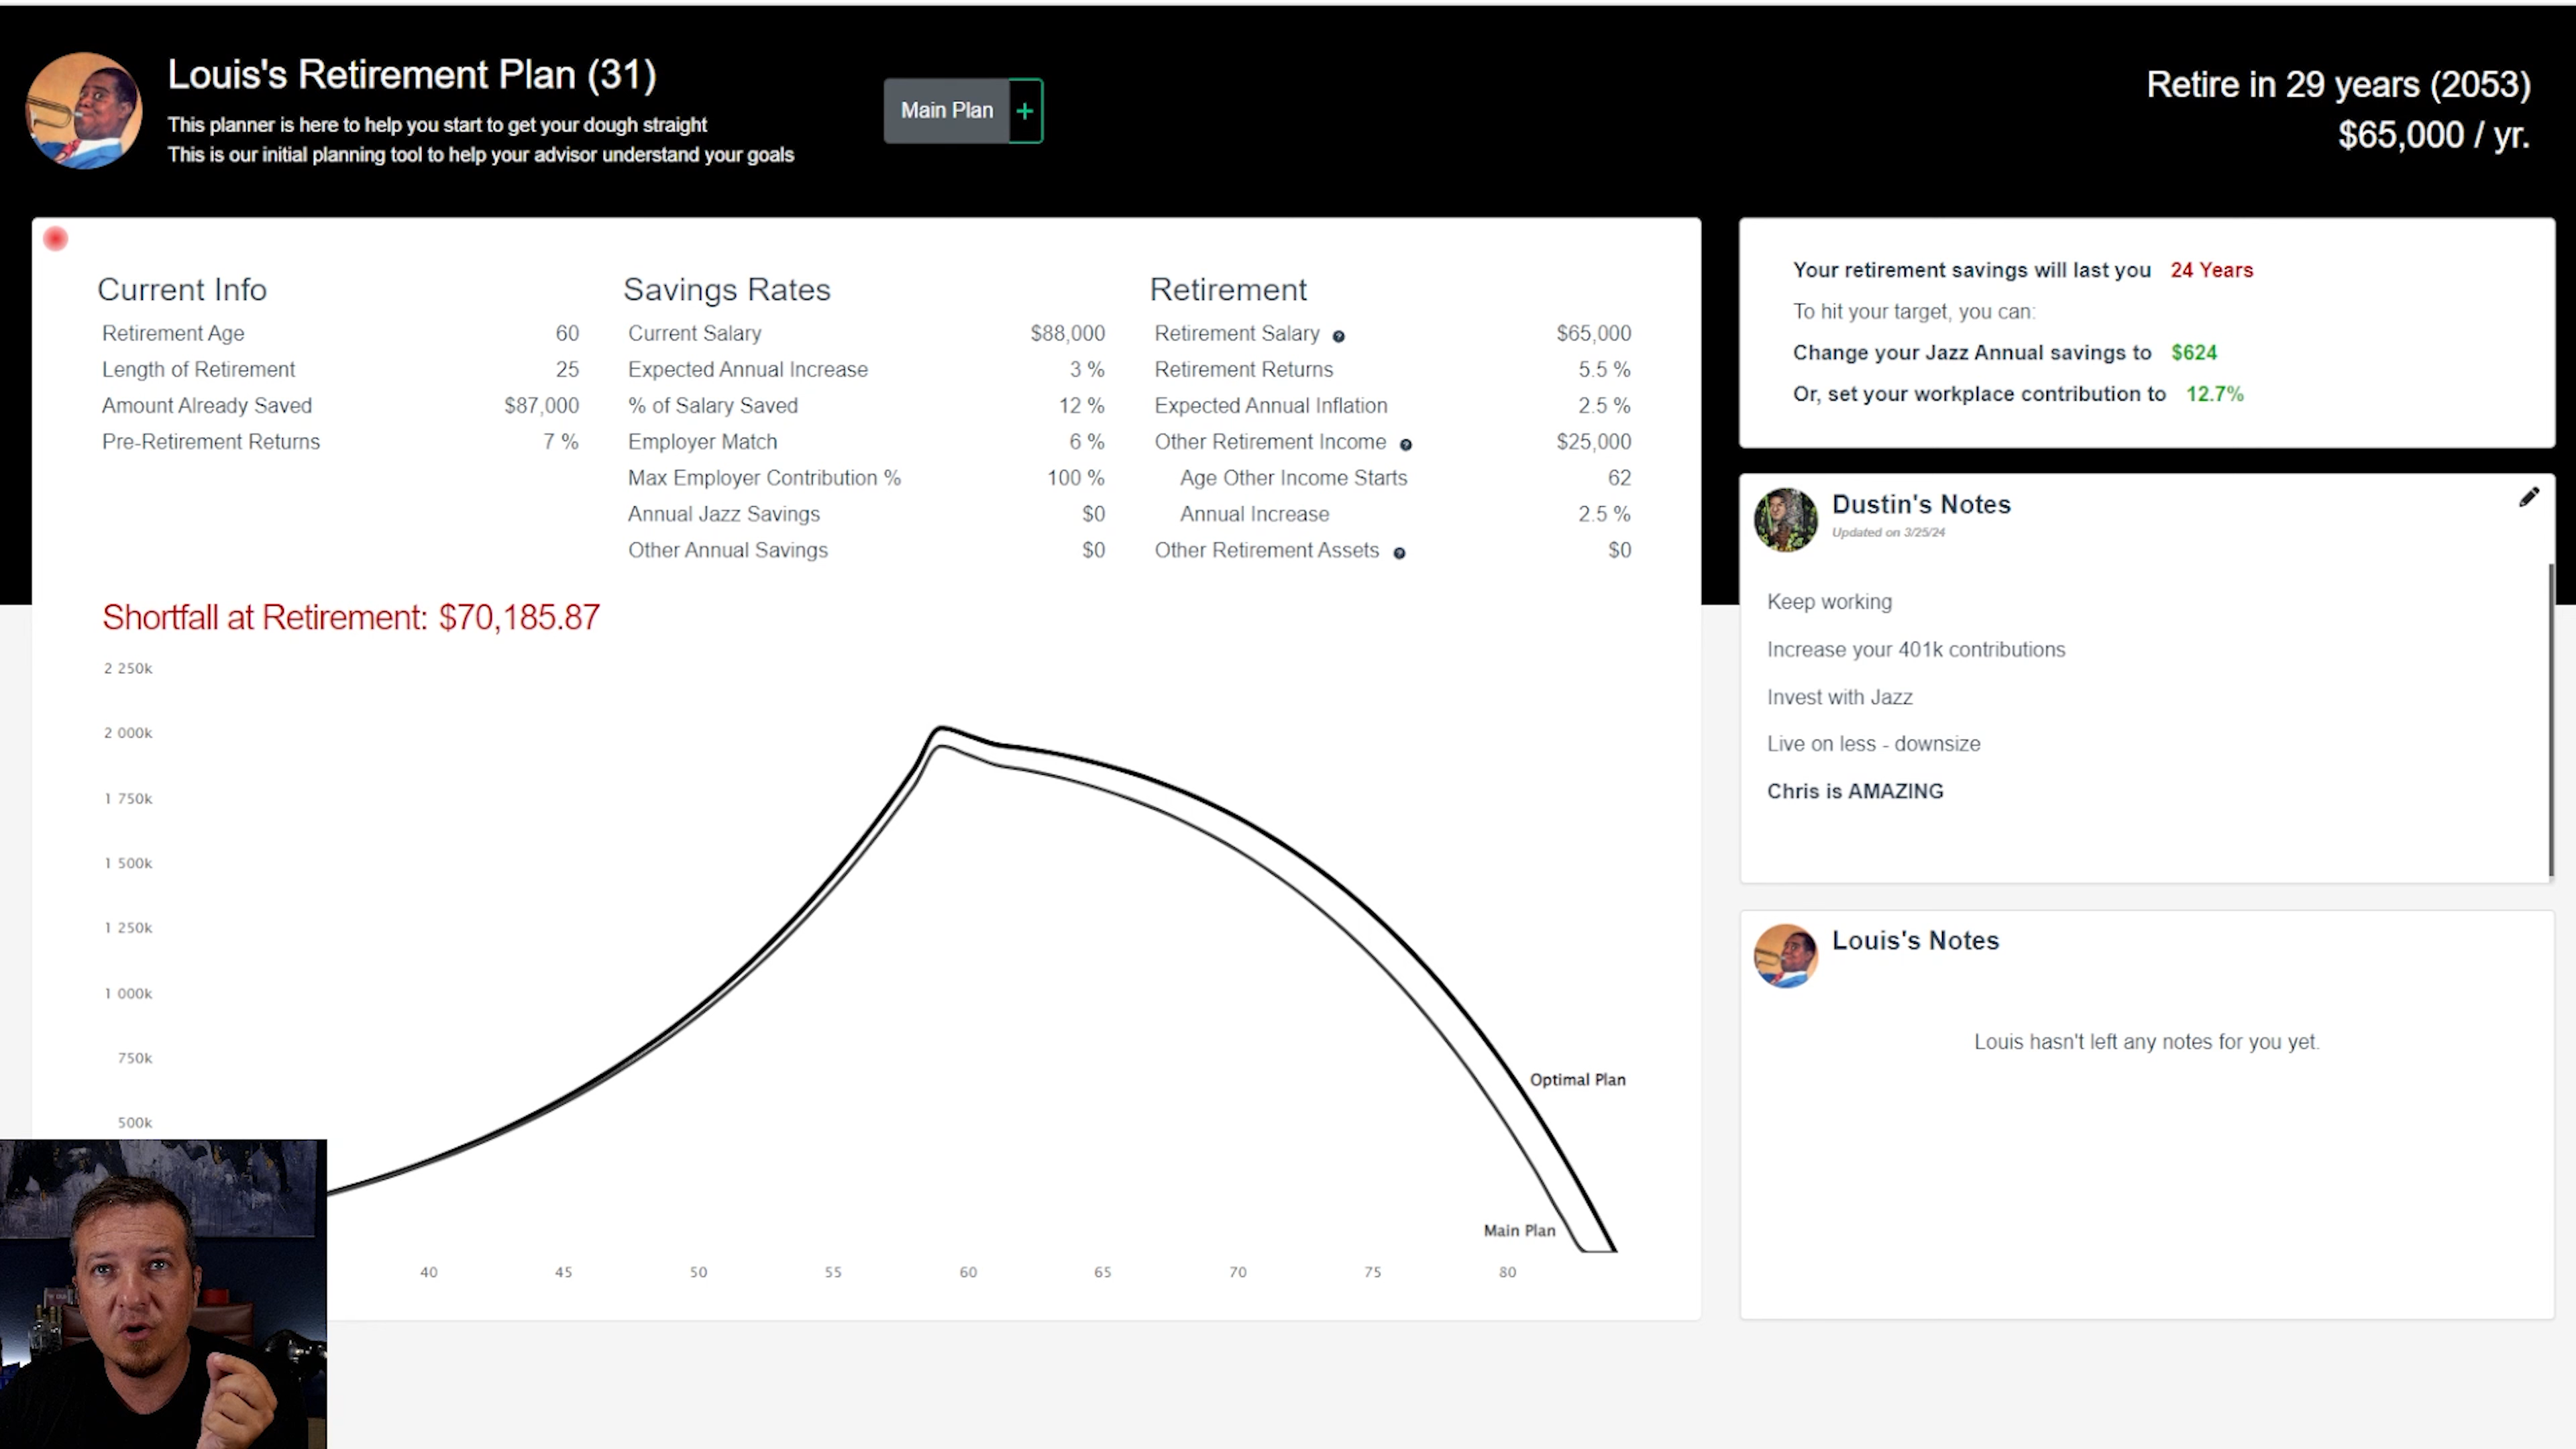 Louis's Retirement Plan (31)
This planner is here to help you start to get your dough straight
This is our initial planning tool to help your advisor understand your goals
Main Plan +
Retire in 29 years (2053)
$65,000 / yr.
Current Info
Retirement Age 60
Length of Retirement 25
Amount Already Saved $87,000
Pre-Retirement Returns 7 %
Savings Rates
Current Salary $88,000
Expected Annual Increase 3 %
% of Salary Saved 12 %
Employer Match 6 %
Max Employer Contribution % 100 %
Annual Jazz Savings $0
Other Annual Savings $0
Retirement
Retirement Salary ? $65,000
Retirement Returns 5.5 %
Expected Annual Inflation 2.5 %
Other Retirement Income ? $25,000
Age Other Income Starts 62
Annual Increase 2.5 %
Other Retirement Assets ? $0
Shortfall at Retirement: $70,185.87
2 250k
2 000k
1 750k
1 500k
1 250k
1 000k
750k
500k
Optimal Plan
Main Plan
40 45 50 55 60 65 70 75 80
Your retirement savings will last you 24 Years
To hit your target, you can:
Change your Jazz Annual savings to $624
Or, set your workplace contribution to 12.7%
Dustin's Notes
Updated on 3/25/24
Keep working
Increase your 401k contributions
Invest with Jazz
Live on less - downsize
Chris is AMAZING
Louis's Notes
Louis hasn't left any notes for you yet.